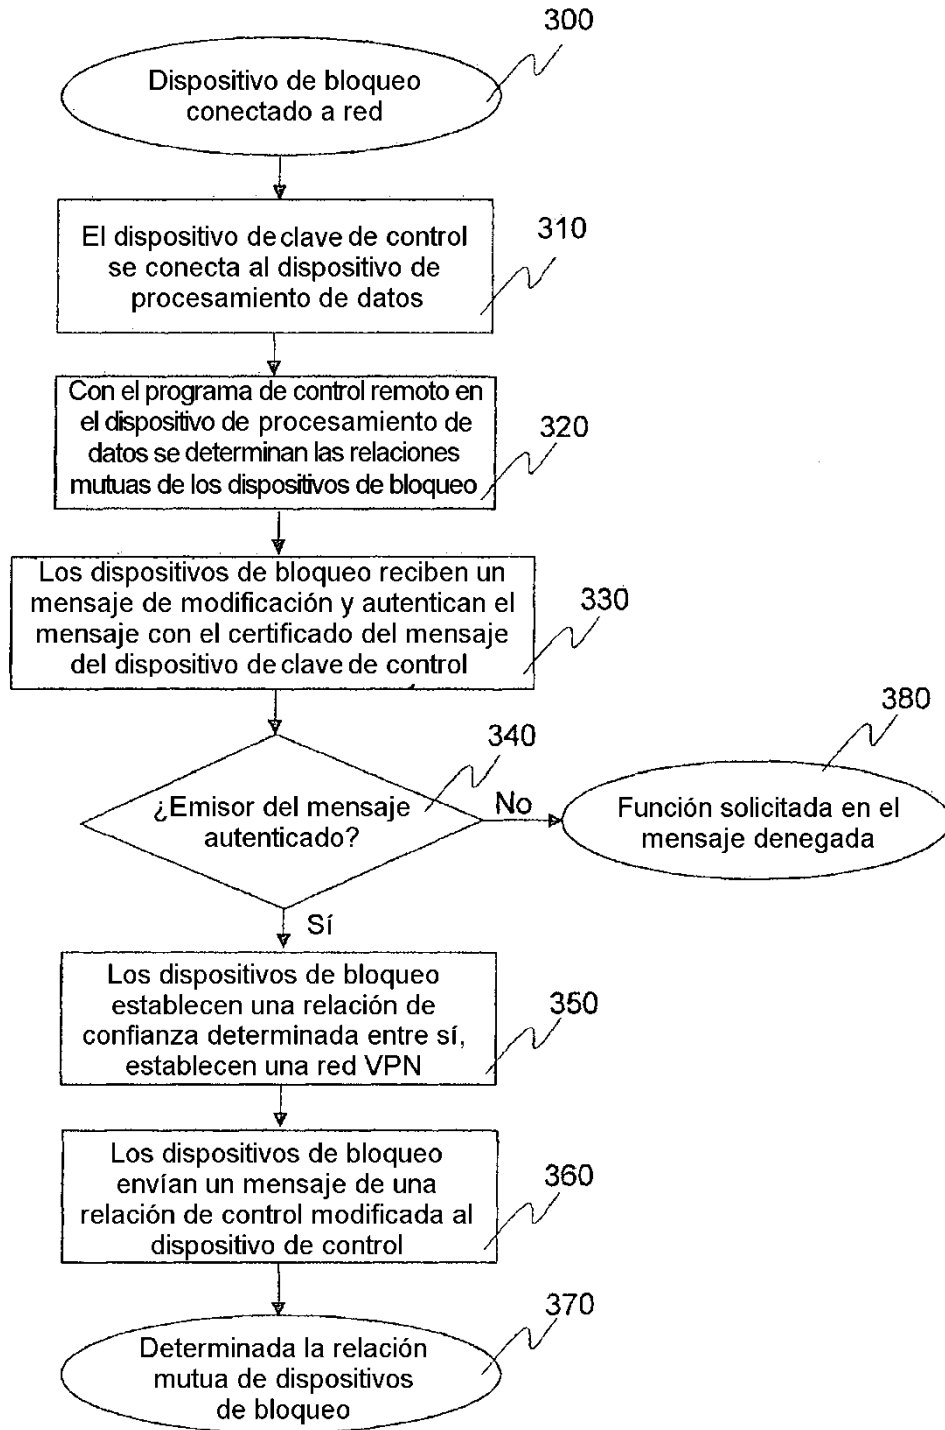 300
Dispositivo de bloqueo
conectado a red
310
El dispositivo de clave de control
se conecta al dispositivo de
procesamiento de datos
320
Con el programa de control remoto en
el dispositivo de procesamiento de
datos se determinan las relaciones
mutuas de los dispositivos de bloqueo
330
Los dispositivos de bloqueo reciben un
mensaje de modificación y autentican el
mensaje con el certificado del mensaje
del dispositivo de clave de control
340
¿Emisor del mensaje
autenticado?
No
380
Función solicitada en el
mensaje denegada
Sí
350
Los dispositivos de bloqueo
establecen una relación de
confianza determinada entre sí,
establecen una red VPN
360
Los dispositivos de bloqueo
envían un mensaje de una
relación de control modificada al
dispositivo de control
370
Determinada la relación
mutua de dispositivos
de bloqueo